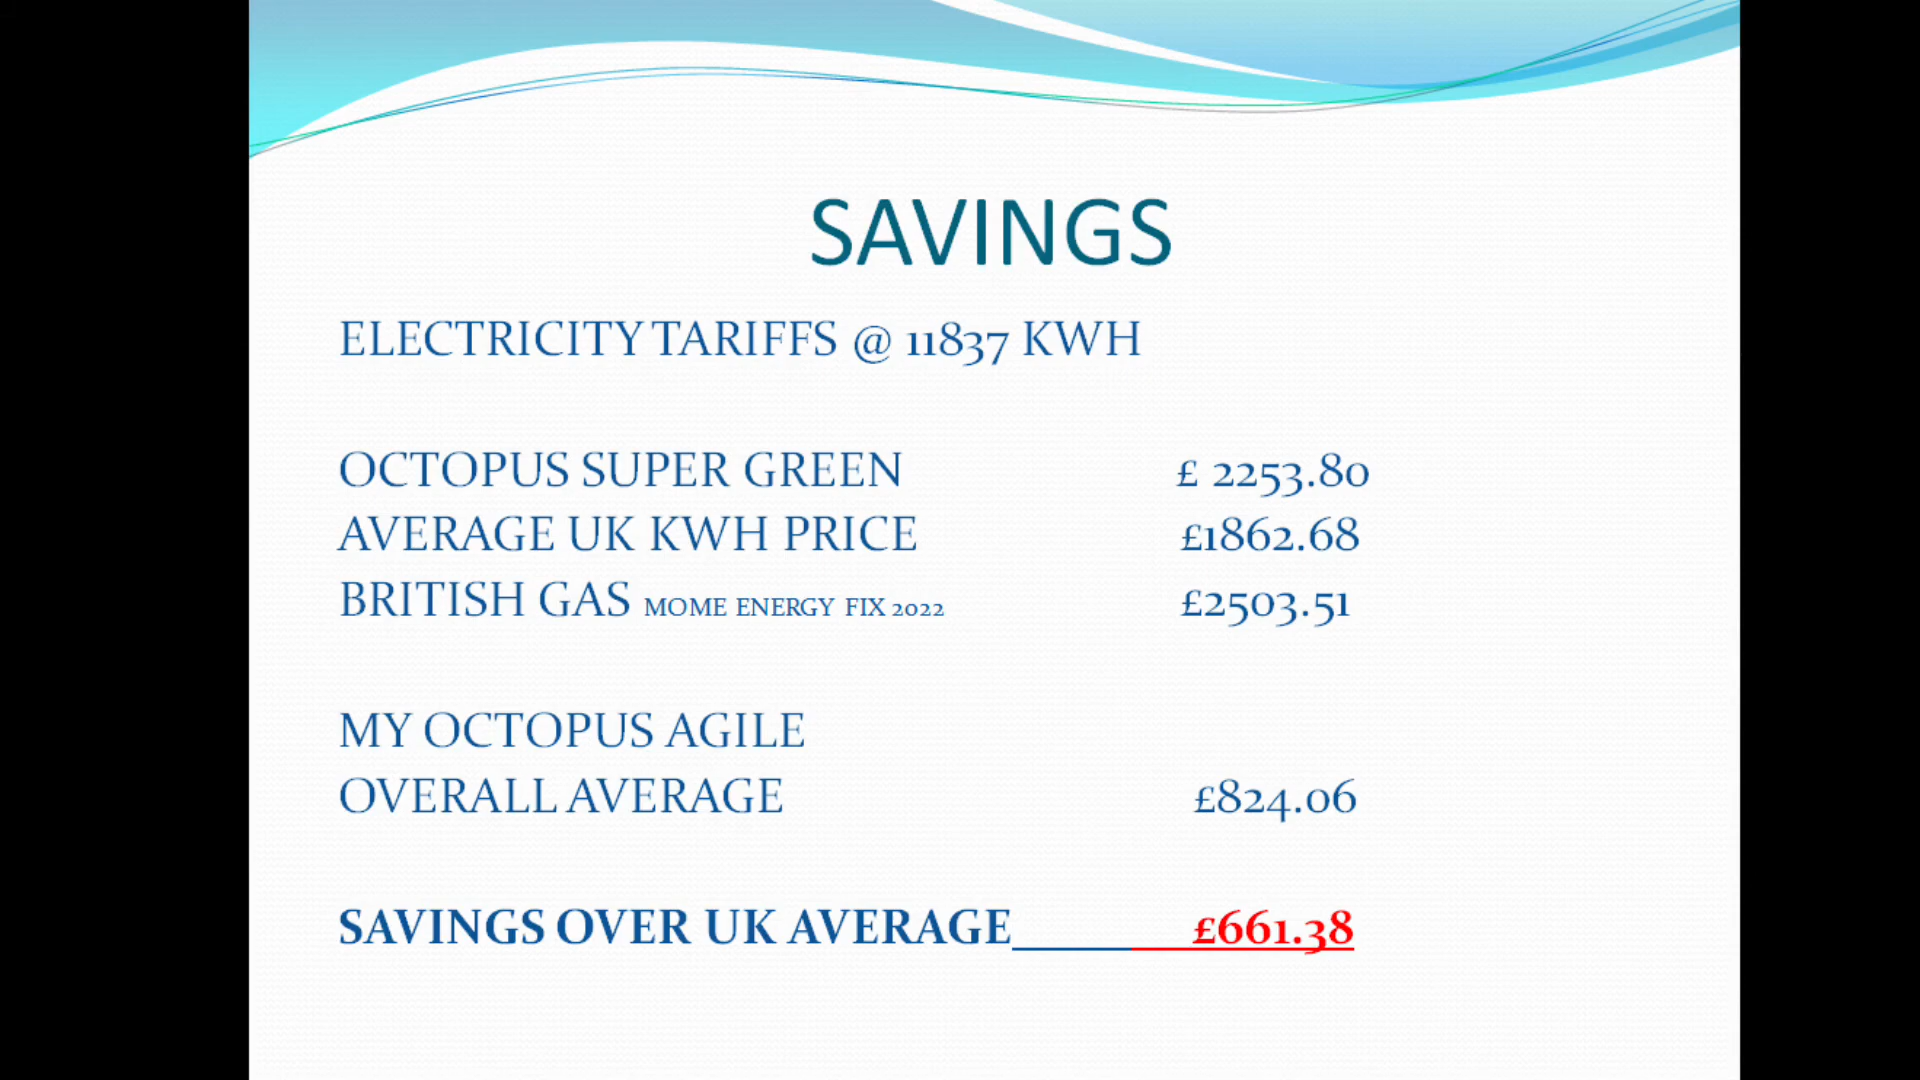 SAVINGS
ELECTRICITY TARIFFS @ 11837 KWH
OCTOPUS SUPER GREEN £ 2253.80
AVERAGE UK KWH PRICE £1862.68
BRITISH GAS MOME ENERGY FIX 2022 £2503.51
MY OCTOPUS AGILE
OVERALL AVERAGE £824.06
SAVINGS OVER UK AVERAGE £661.38